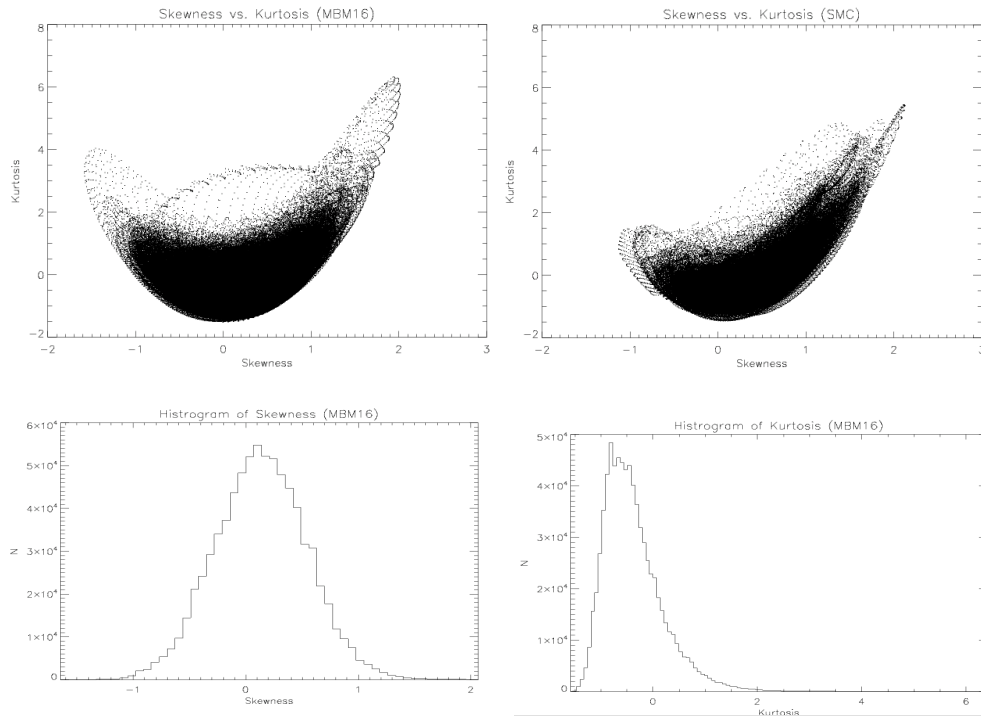 Skewness vs. Kurtosis (MBM16)
8
6
4
2
0
−2
Kurtosis
−2 −1 0 1 2 3
Skewness
Skewness vs. Kurtosis (SMC)
8
6
4
2
0
−2
Kurtosis
−2 −1 0 1 2 3
Skewness
Histrogram of Skewness (MBM16)
6×10⁴
5×10⁴
4×10⁴
3×10⁴
2×10⁴
1×10⁴
0
N
−1 0 1 2
Skewness
Histrogram of Kurtosis (MBM16)
5×10⁴
4×10⁴
3×10⁴
2×10⁴
1×10⁴
0
N
0 2 4 6
Kurtosis